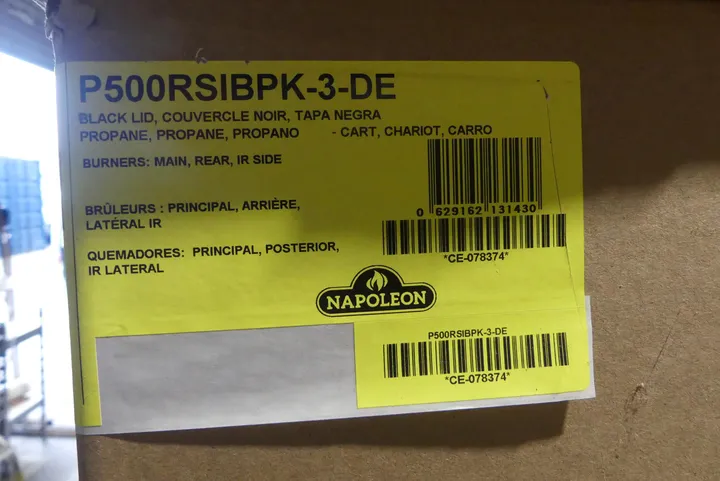 P500RSIBPK-3-DE
BLACK LID, COUVERCLE NOIR, TAPA NEGRA
PROPANE, PROPANE, PROPANO - CART, CHARIOT, CARRO
BURNERS: MAIN, REAR, IR SIDE
BRÛLEURS : PRINCIPAL, ARRIÈRE,
LATÉRAL IR
QUEMADORES: PRINCIPAL, POSTERIOR,
IR LATERAL
0 629162 131430
*CE-078374*
NAPOLEON
P500RSIBPK-3-DE
*CE-078374*